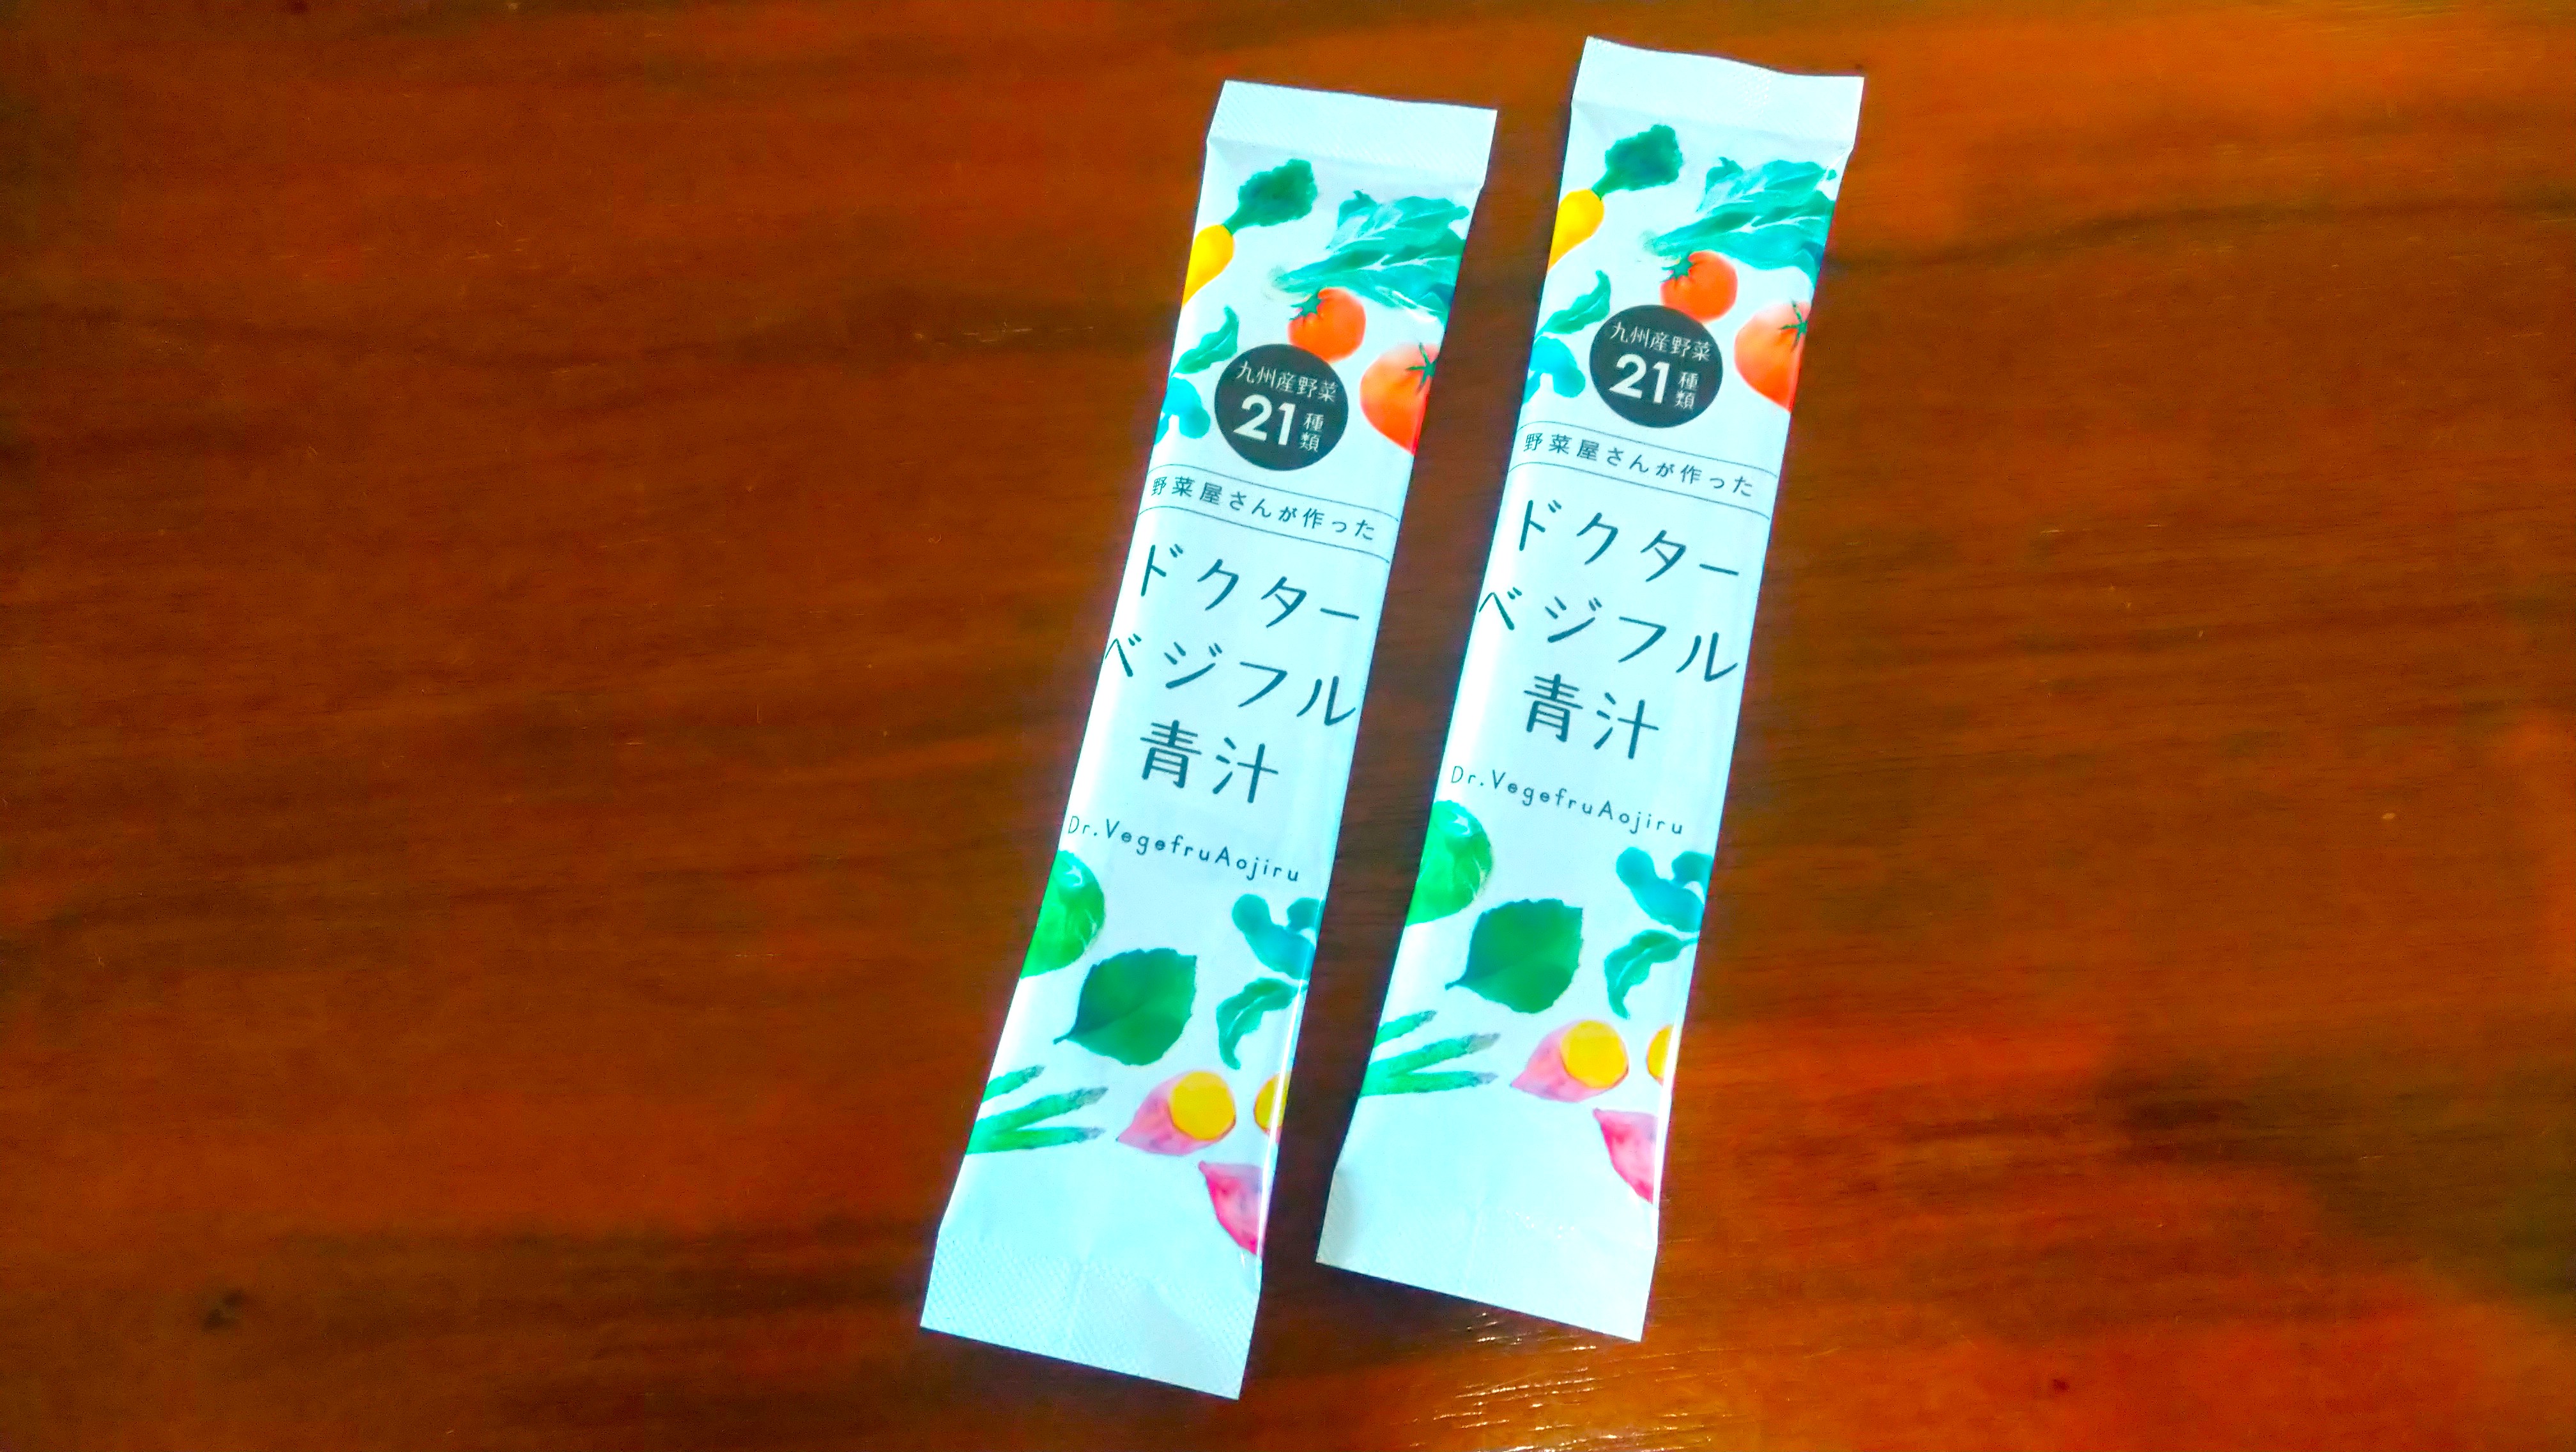 九州産野菜
21種類
野菜屋さんが作った
ドクター
ベジフル
青汁
Dr.VegefruAojiru
九州産野菜
21種類
野菜屋さんが作った
ドクター
ベジフル
青汁
Dr.VegefruAojiru